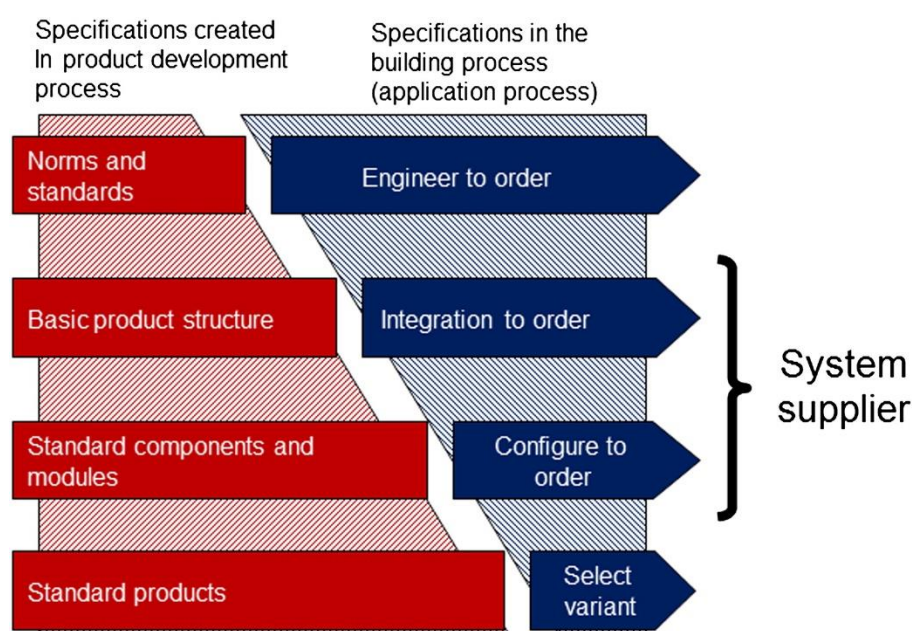 Specifications created
In product development
process
Specifications in the
building process
(application process)
Norms and
standards
Engineer to order
Basic product structure
Integration to order
Standard components and
modules
Configure to
order
Standard products
Select
variant
System
supplier